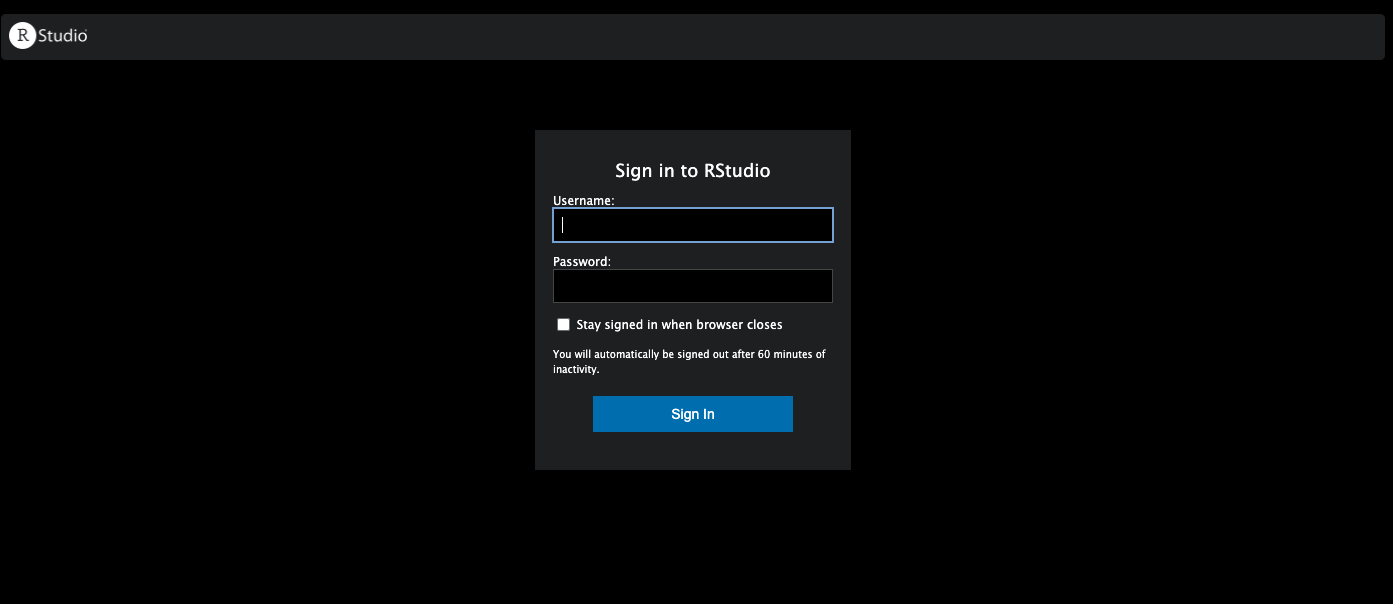 R Studio
Sign in to RStudio
Username:
Password:
Stay signed in when browser closes
You will automatically be signed out after 60 minutes of
inactivity.
Sign In